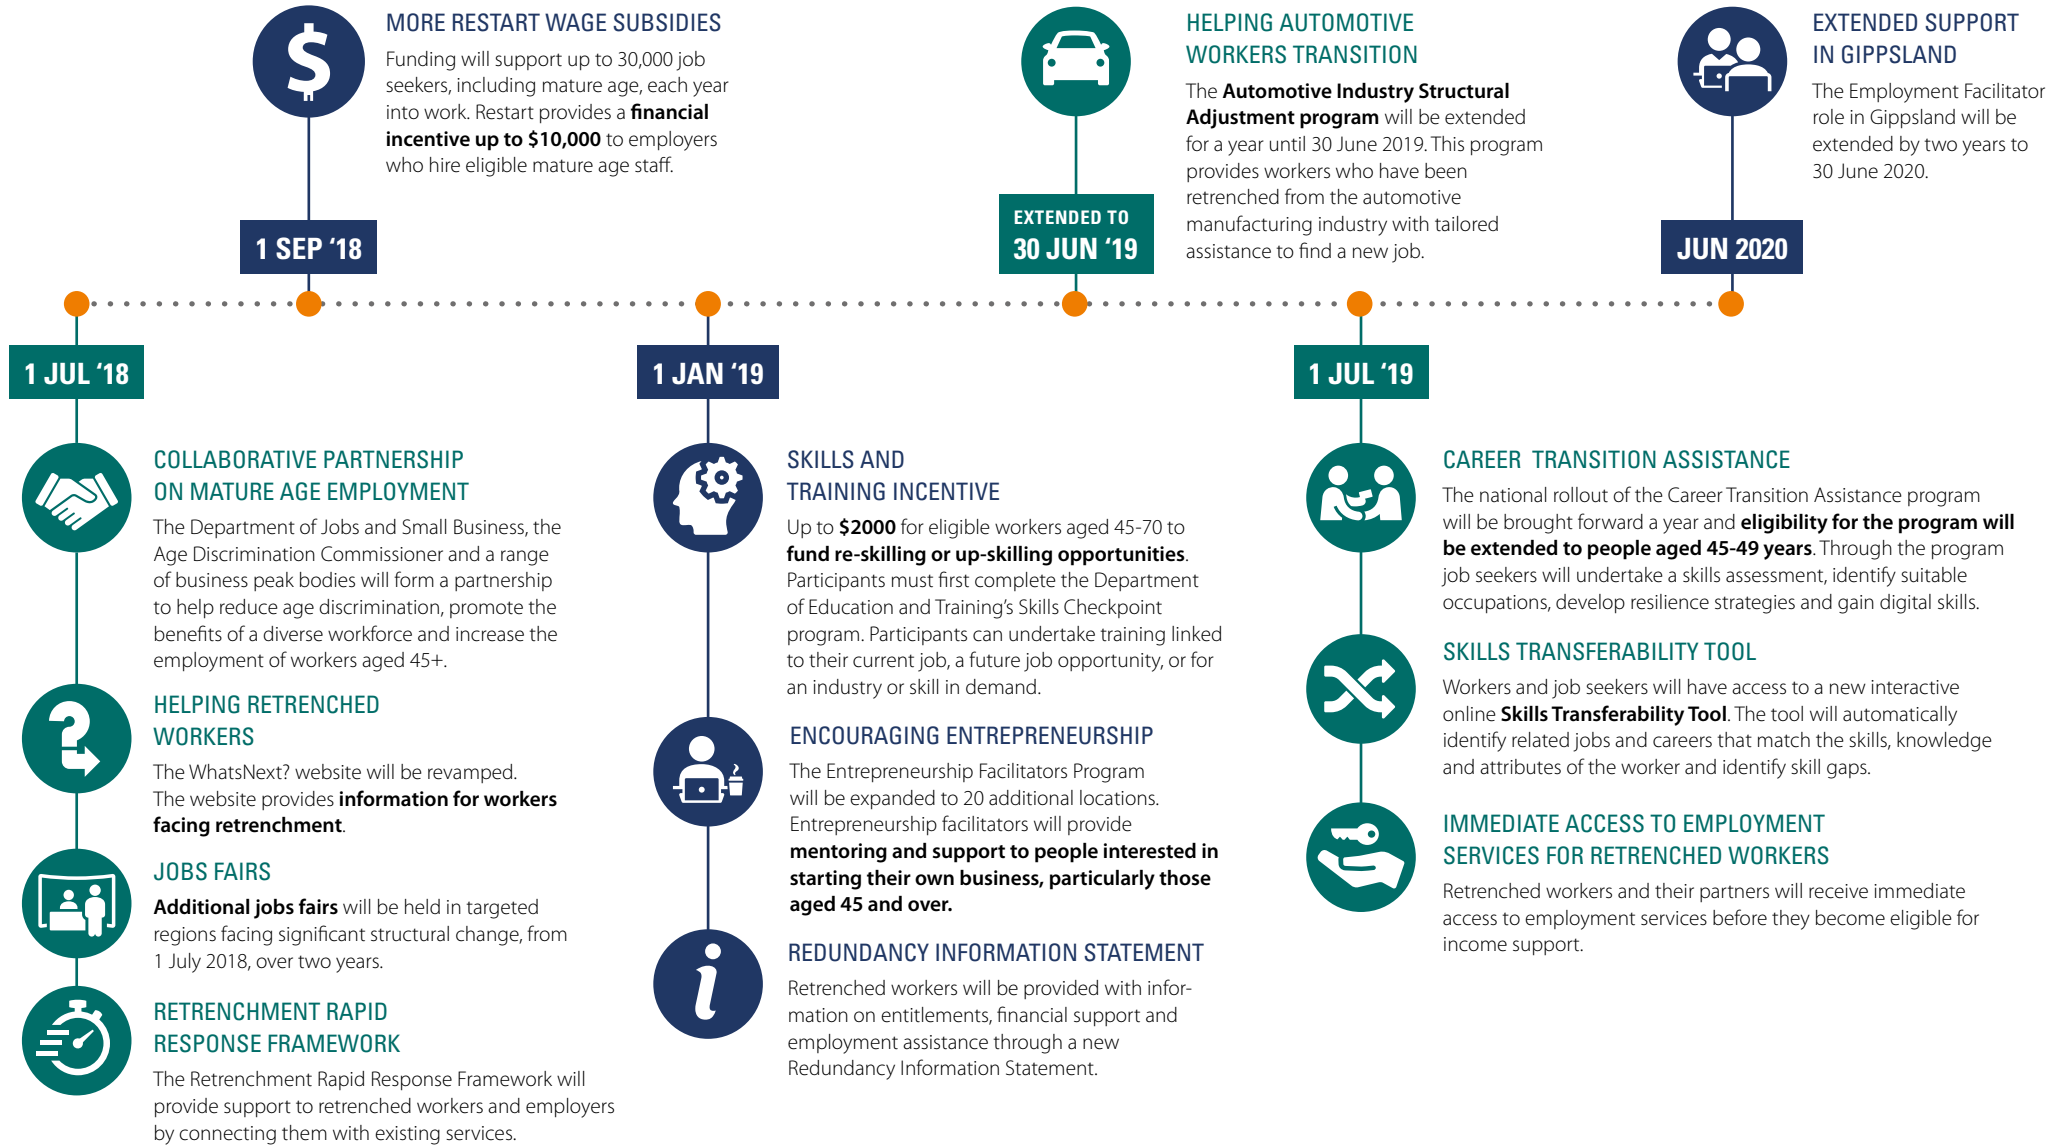 MORE RESTART WAGE SUBSIDIES
Funding will support up to 30,000 job
seekers, including mature age, each year
into work. Restart provides a financial
incentive up to $10,000 to employers
who hire eligible mature age staff.
1 SEP ‘18
HELPING AUTOMOTIVE
WORKERS TRANSITION
The Automotive Industry Structural
Adjustment program will be extended
for a year until 30 June 2019. This program
provides workers who have been
retrenched from the automotive
manufacturing industry with tailored
assistance to find a new job.
EXTENDED TO
30 JUN ‘19
EXTENDED SUPPORT
IN GIPPSLAND
The Employment Facilitator
role in Gippsland will be
extended by two years to
30 June 2020.
JUN 2020
1 JUL ‘18
COLLABORATIVE PARTNERSHIP
ON MATURE AGE EMPLOYMENT
The Department of Jobs and Small Business, the
Age Discrimination Commissioner and a range
of business peak bodies will form a partnership
to help reduce age discrimination, promote the
benefits of a diverse workforce and increase the
employment of workers aged 45+.
HELPING RETRENCHED
WORKERS
The WhatsNext? website will be revamped.
The website provides information for workers
facing retrenchment.
JOBS FAIRS
Additional jobs fairs will be held in targeted
regions facing significant structural change, from
1 July 2018, over two years.
RETRENCHMENT RAPID
RESPONSE FRAMEWORK
The Retrenchment Rapid Response Framework will
provide support to retrenched workers and employers
by connecting them with existing services.
1 JAN ‘19
SKILLS AND
TRAINING INCENTIVE
Up to $2000 for eligible workers aged 45-70 to
fund re-skilling or up-skilling opportunities.
Participants must first complete the Department
of Education and Training’s Skills Checkpoint
program. Participants can undertake training linked
to their current job, a future job opportunity, or for
an industry or skill in demand.
ENCOURAGING ENTREPRENEURSHIP
The Entrepreneurship Facilitators Program
will be expanded to 20 additional locations.
Entrepreneurship facilitators will provide
mentoring and support to people interested in
starting their own business, particularly those
aged 45 and over.
REDUNDANCY INFORMATION STATEMENT
Retrenched workers will be provided with infor-
mation on entitlements, financial support and
employment assistance through a new
Redundancy Information Statement.
1 JUL ‘19
CAREER TRANSITION ASSISTANCE
The national rollout of the Career Transition Assistance program
will be brought forward a year and eligibility for the program will
be extended to people aged 45-49 years. Through the program
job seekers will undertake a skills assessment, identify suitable
occupations, develop resilience strategies and gain digital skills.
SKILLS TRANSFERABILITY TOOL
Workers and job seekers will have access to a new interactive
online Skills Transferability Tool. The tool will automatically
identify related jobs and careers that match the skills, knowledge
and attributes of the worker and identify skill gaps.
IMMEDIATE ACCESS TO EMPLOYMENT
SERVICES FOR RETRENCHED WORKERS
Retrenched workers and their partners will receive immediate
access to employment services before they become eligible for
income support.